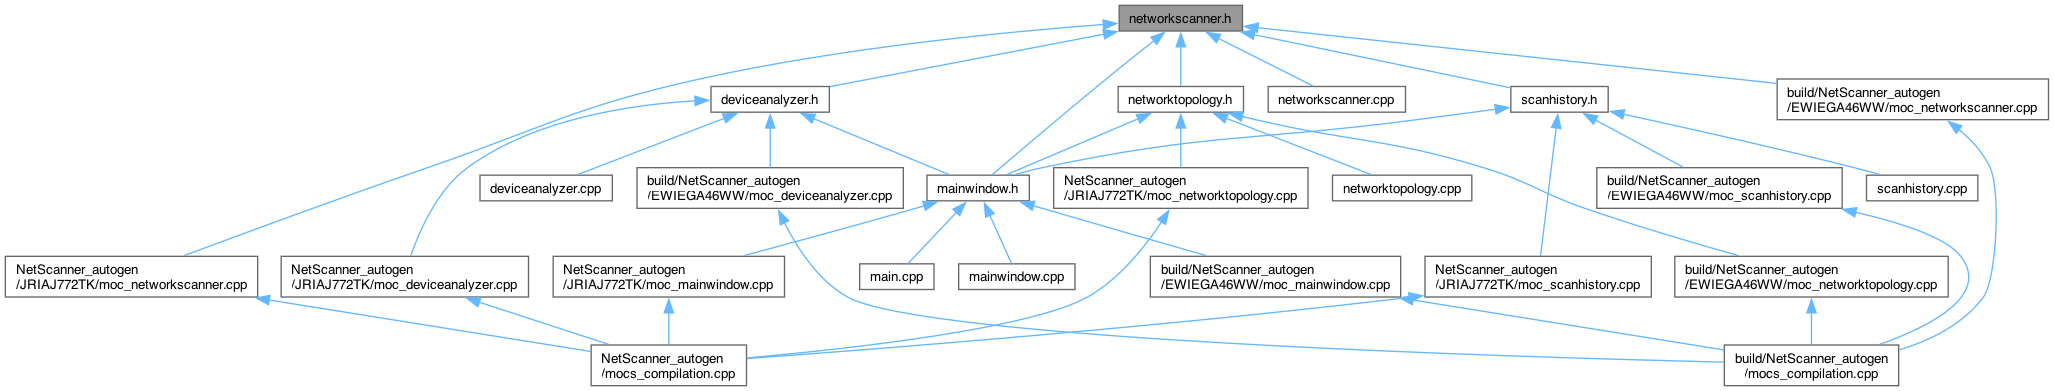 networkscanner.h
deviceanalyzer.h
networktopology.h
networkscanner.cpp
scanhistory.h
build/NetScanner_autogen
/EWIEGA46WW/moc_networkscanner.cpp
deviceanalyzer.cpp
build/NetScanner_autogen
/EWIEGA46WW/moc_deviceanalyzer.cpp
mainwindow.h
NetScanner_autogen
/JRIAJ772TK/moc_networktopology.cpp
networktopology.cpp
build/NetScanner_autogen
/EWIEGA46WW/moc_scanhistory.cpp
scanhistory.cpp
NetScanner_autogen
/JRIAJ772TK/moc_networkscanner.cpp
NetScanner_autogen
/JRIAJ772TK/moc_deviceanalyzer.cpp
NetScanner_autogen
/JRIAJ772TK/moc_mainwindow.cpp
main.cpp
mainwindow.cpp
build/NetScanner_autogen
/EWIEGA46WW/moc_mainwindow.cpp
NetScanner_autogen
/JRIAJ772TK/moc_scanhistory.cpp
build/NetScanner_autogen
/EWIEGA46WW/moc_networktopology.cpp
NetScanner_autogen
/mocs_compilation.cpp
build/NetScanner_autogen
/mocs_compilation.cpp